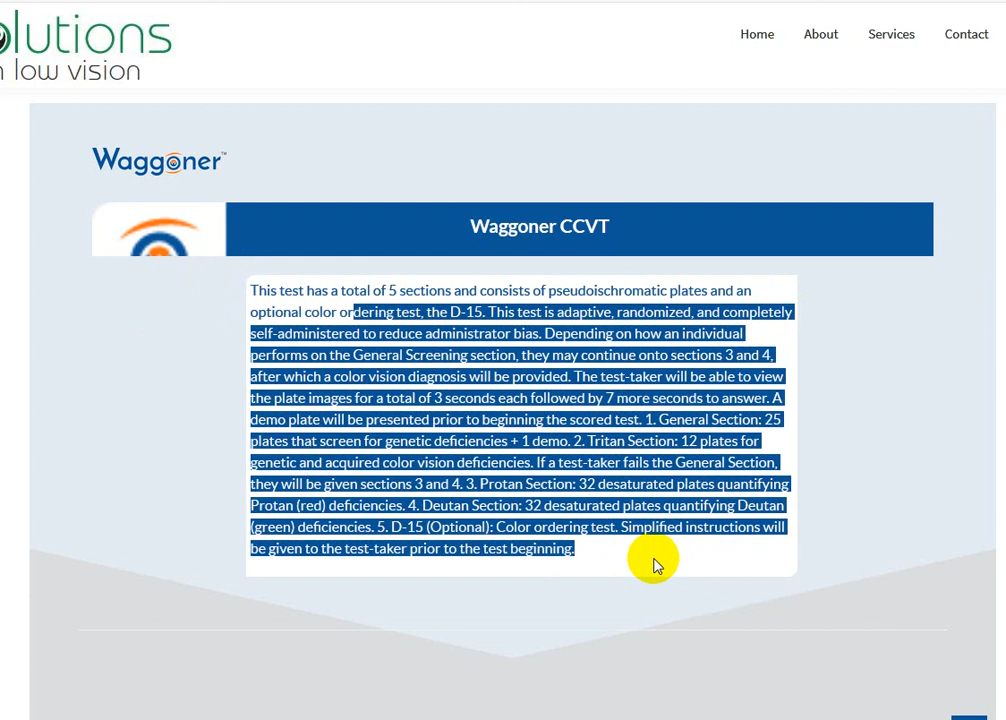 olutions
low vision
Home About Services Contact
Waggoner™
Waggoner CCVT
This test has a total of 5 sections and consists of pseudoischromatic plates and an
optional color ordering test, the D-15. This test is adaptive, randomized, and completely
self-administered to reduce administrator bias. Depending on how an individual
performs on the General Screening section, they may continue onto sections 3 and 4,
after which a color vision diagnosis will be provided. The test-taker will be able to view
the plate images for a total of 3 seconds each followed by 7 more seconds to answer. A
demo plate will be presented prior to beginning the scored test. 1. General Section: 25
plates that screen for genetic deficiencies + 1 demo. 2. Tritan Section: 12 plates for
genetic and acquired color vision deficiencies. If a test-taker fails the General Section,
they will be given sections 3 and 4. 3. Protan Section: 32 desaturated plates quantifying
Protan (red) deficiencies. 4. Deutan Section: 32 desaturated plates quantifying Deutan
(green) deficiencies. 5. D-15 (Optional): Color ordering test. Simplified instructions will
be given to the test-taker prior to the test beginning.